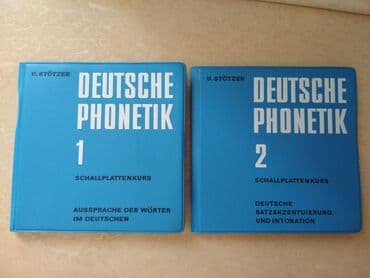 U. STÖTZER
DEUTSCHE
PHONETIK
1
SCHALLPLATTENKURS
AUSSPRACHE DER WÖRTER
IM DEUTSCHEN
U. STÖTZER
DEUTSCHE
PHONETIK
2
SCHALLPLATTENKURS
DEUTSCHE
SATZAKZENTUIERUNG
UND INTONATION